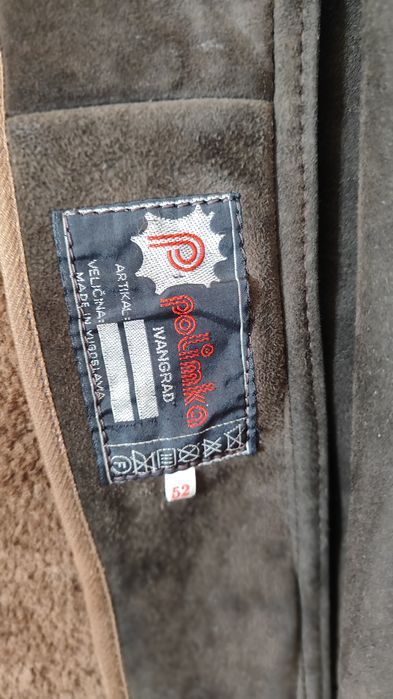 P
polimka
IVANGRAD
ARTIKAL:
VELIČINA:
MADE IN YUGOSLAVIA
F
52